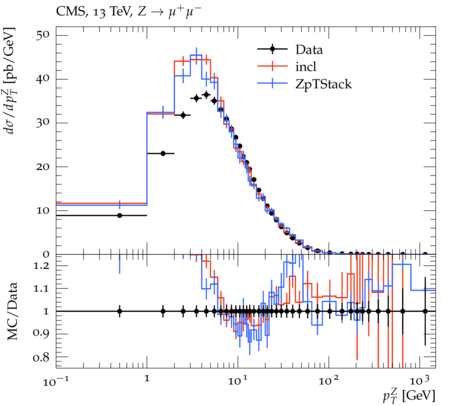 CMS, 13 TeV, Z → μ⁺μ⁻
dσ/dp_T^Z [pb/GeV]
50
40
30
20
10
0
Data
incl
ZpTStack
MC/Data
1.2
1.1
1
0.9
0.8
10⁻¹ 1 10¹ 10² 10³
p_T^Z [GeV]